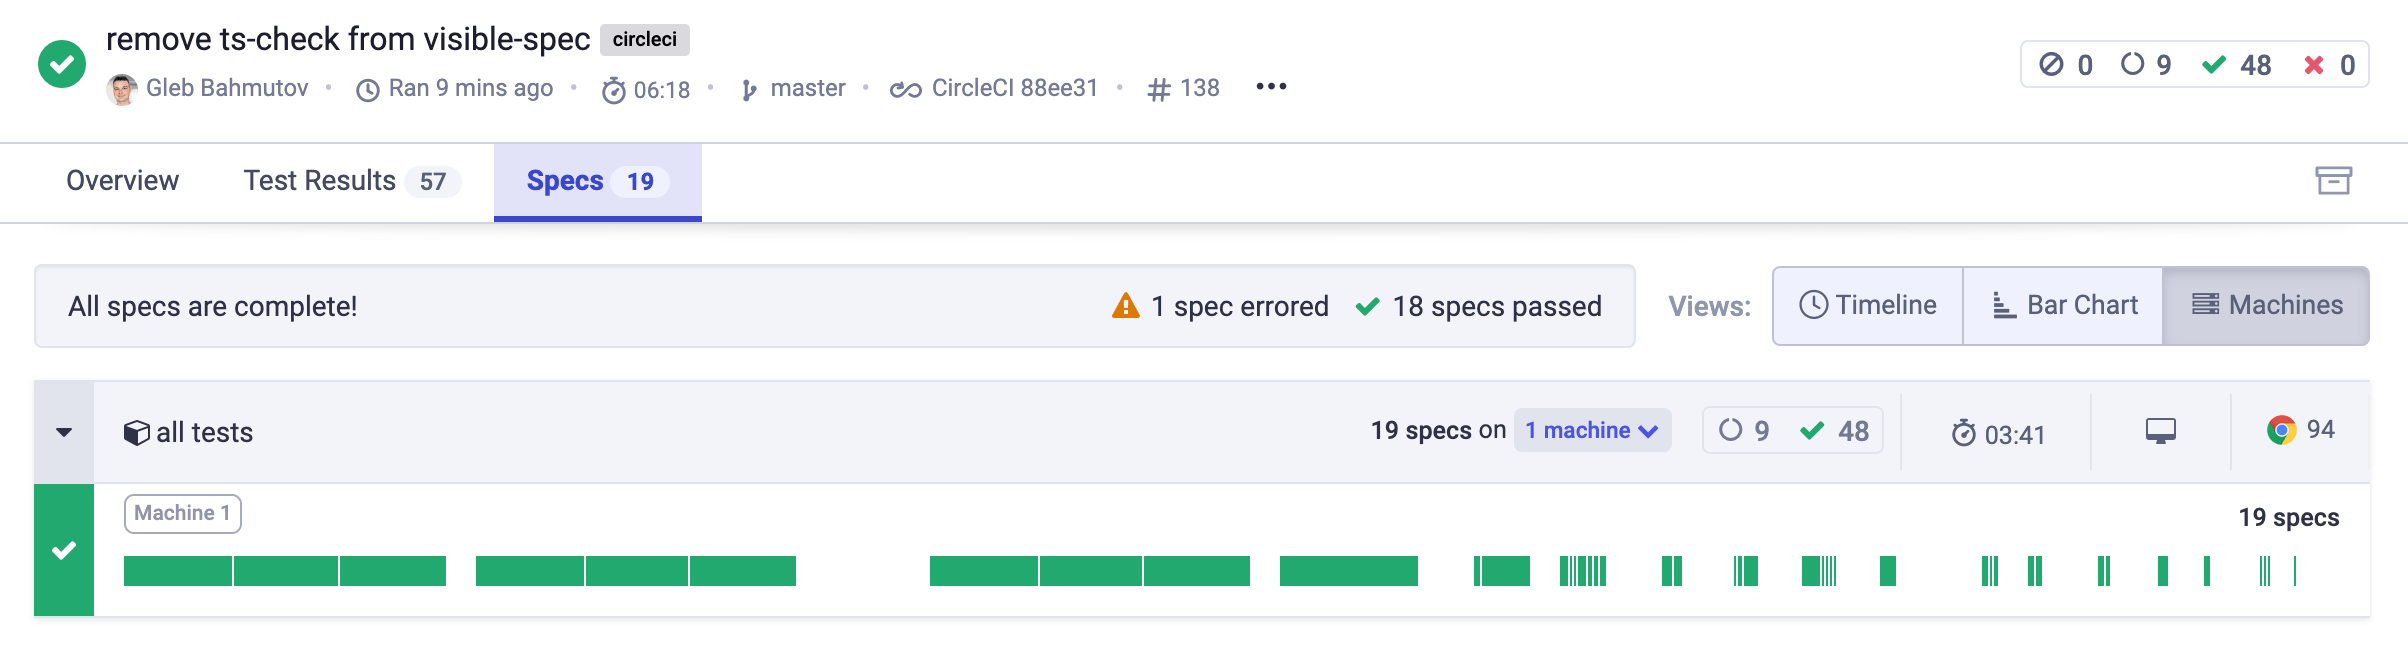 remove ts-check from visible-spec circleci
Gleb Bahmutov • Ran 9 mins ago • 06:18 • master • CircleCI 88ee31 • # 138 •••
0 9 48 0
Overview Test Results 57 Specs 19
All specs are complete! 1 spec errored 18 specs passed Views: Timeline Bar Chart Machines
all tests 19 specs on 1 machine 9 48 03:41 94
Machine 1
19 specs